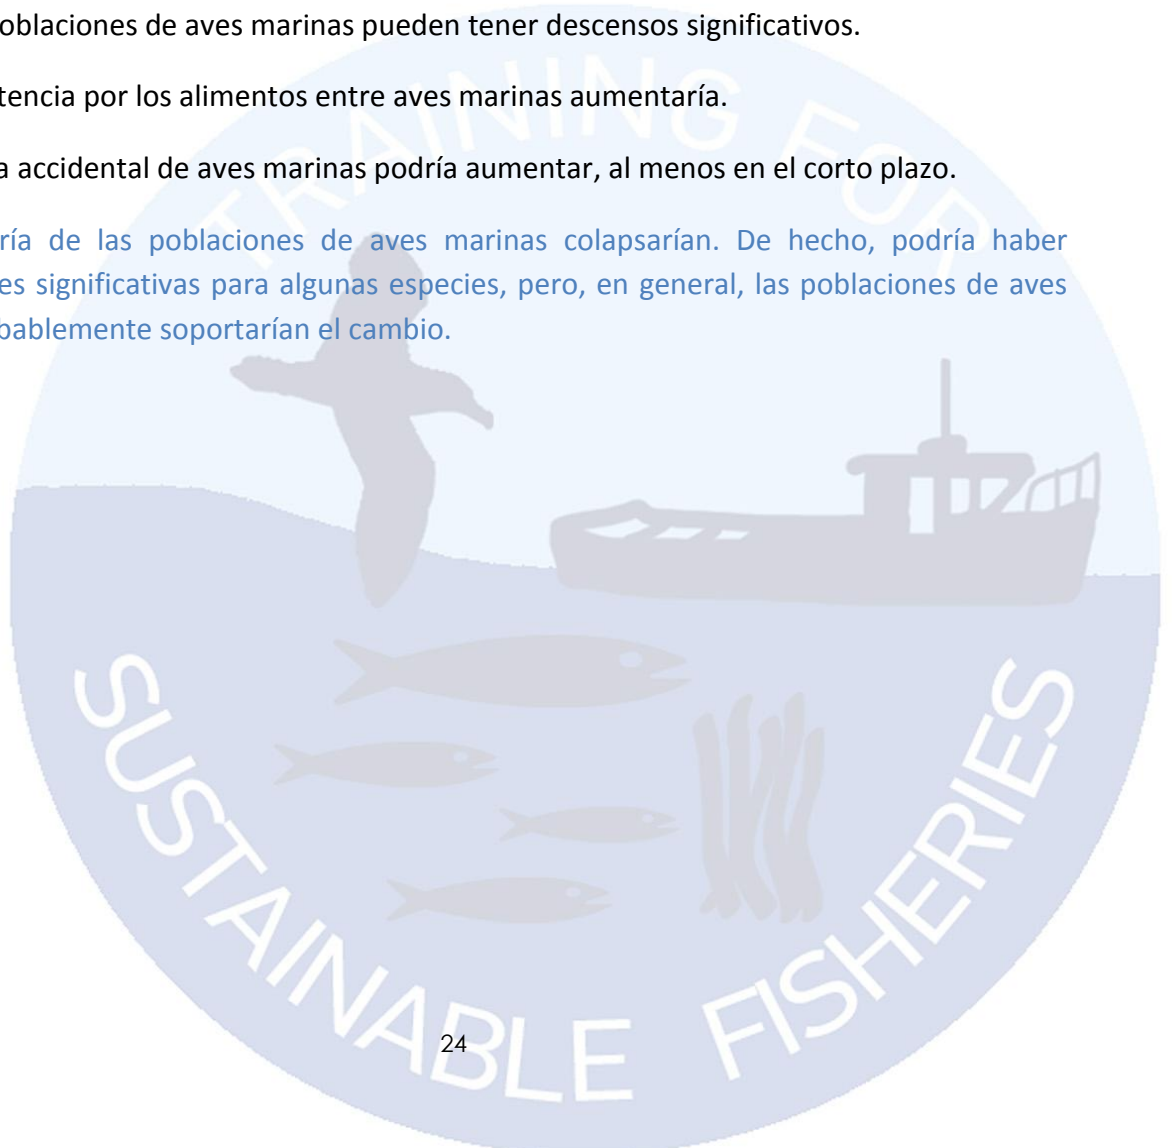 oblaciones de aves marinas pueden tener descensos significativos.
tencia por los alimentos entre aves marinas aumentaría.
a accidental de aves marinas podría aumentar, al menos en el corto plazo.
ría de las poblaciones de aves marinas colapsarían. De hecho, podría haber
es significativas para algunas especies, pero, en general, las poblaciones de aves
bablemente soportarían el cambio.
TRAINING FOR
SUSTAINABLE FISHERIES
24